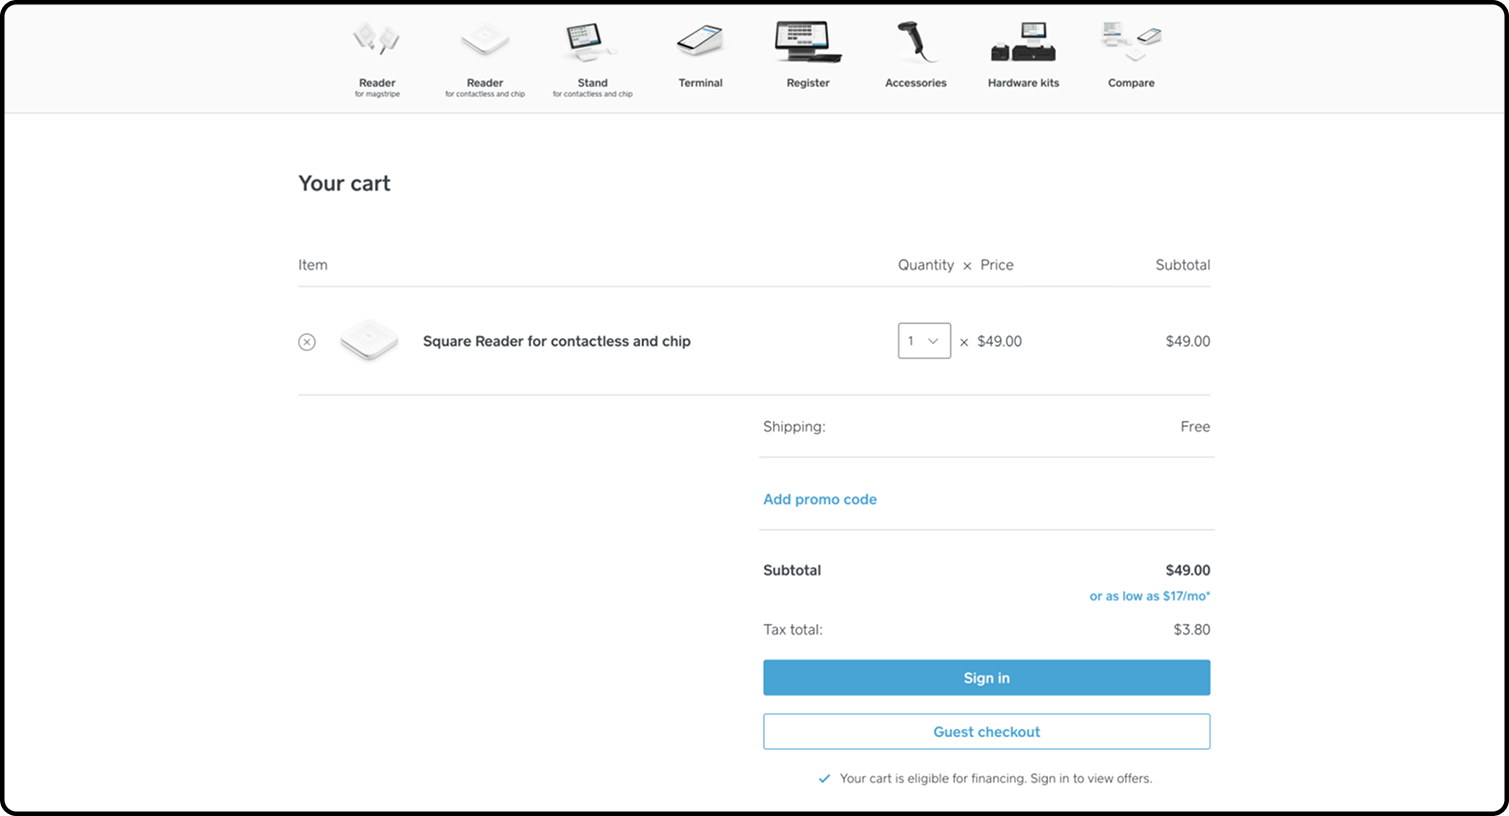 Reader
for magstripe
Reader
for contactless and chip
Stand
for contactless and chip
Terminal
Register
Accessories
Hardware kits
Compare
Your cart
Item
Quantity × Price
Subtotal
Square Reader for contactless and chip
1
× $49.00
$49.00
Shipping:
Free
Add promo code
Subtotal
$49.00
or as low as $17/mo*
Tax total:
$3.80
Sign in
Guest checkout
Your cart is eligible for financing. Sign in to view offers.